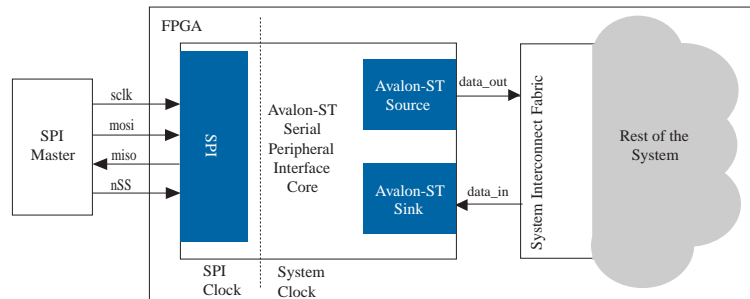 FPGA
SPI
Master
sclk
mosi
miso
nSS
SPI
Avalon-ST
Serial
Peripheral
Interface
Core
Avalon-ST
Source
Avalon-ST
Sink
data_out
data_in
System Interconnect Fabric
Rest of the
System
SPI
Clock
System
Clock